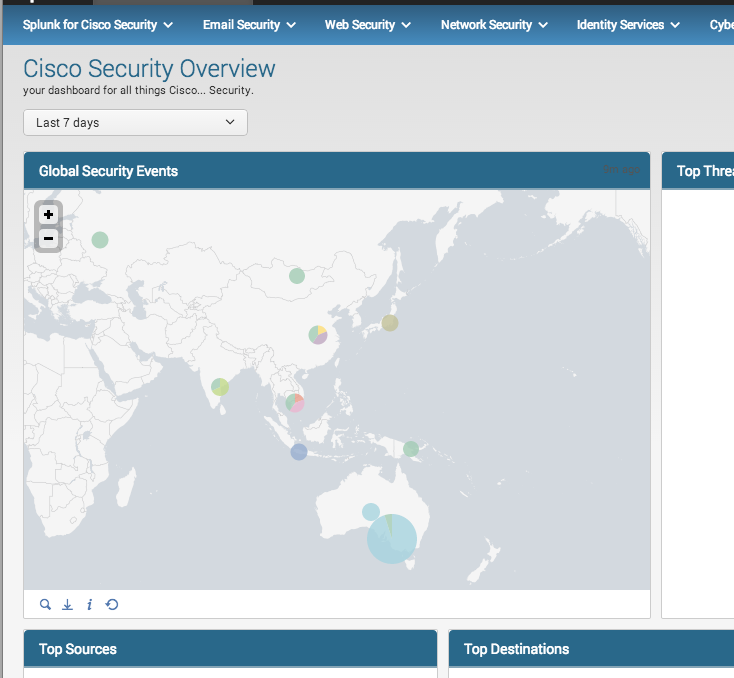 Splunk for Cisco Security
Email Security
Web Security
Network Security
Identity Services
Cybe
Cisco Security Overview
your dashboard for all things Cisco... Security.
Last 7 days
Global Security Events
Top Threa
Top Sources
Top Destinations